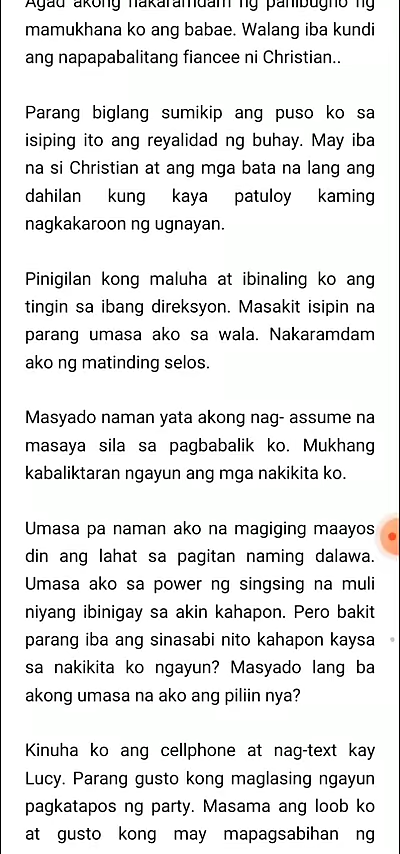 Agad akong nakaramdam ng panibugho ng
mamukhana ko ang babae. Walang iba kundi
ang napapabalitang fiancee ni Christian..
Parang biglang sumikip ang puso ko sa
isiping ito ang reyalidad ng buhay. May iba
na si Christian at ang mga bata na lang ang
dahilan kung kaya patuloy kaming
nagkakaroon ng ugnayan.
Pinigilan kong maluha at ibinaling ko ang
tingin sa ibang direksyon. Masakit isipin na
parang umasa ako sa wala. Nakaramdam
ako ng matinding selos.
Masyado naman yata akong nag- assume na
masaya sila sa pagbabalik ko. Mukhang
kabaliktaran ngayun ang mga nakikita ko.
Umasa pa naman ako na magiging maayos
din ang lahat sa pagitan naming dalawa.
Umasa ako sa power ng singsing na muli
niyang ibinigay sa akin kahapon. Pero bakit
parang iba ang sinasabi nito kahapon kaysa
sa nakikita ko ngayun? Masyado lang ba
akong umasa na ako ang piliin nya?
Kinuha ko ang cellphone at nag-text kay
Lucy. Parang gusto kong maglasing ngayun
pagkatapos ng party. Masama ang loob ko
at gusto kong may mapagsabihan ng